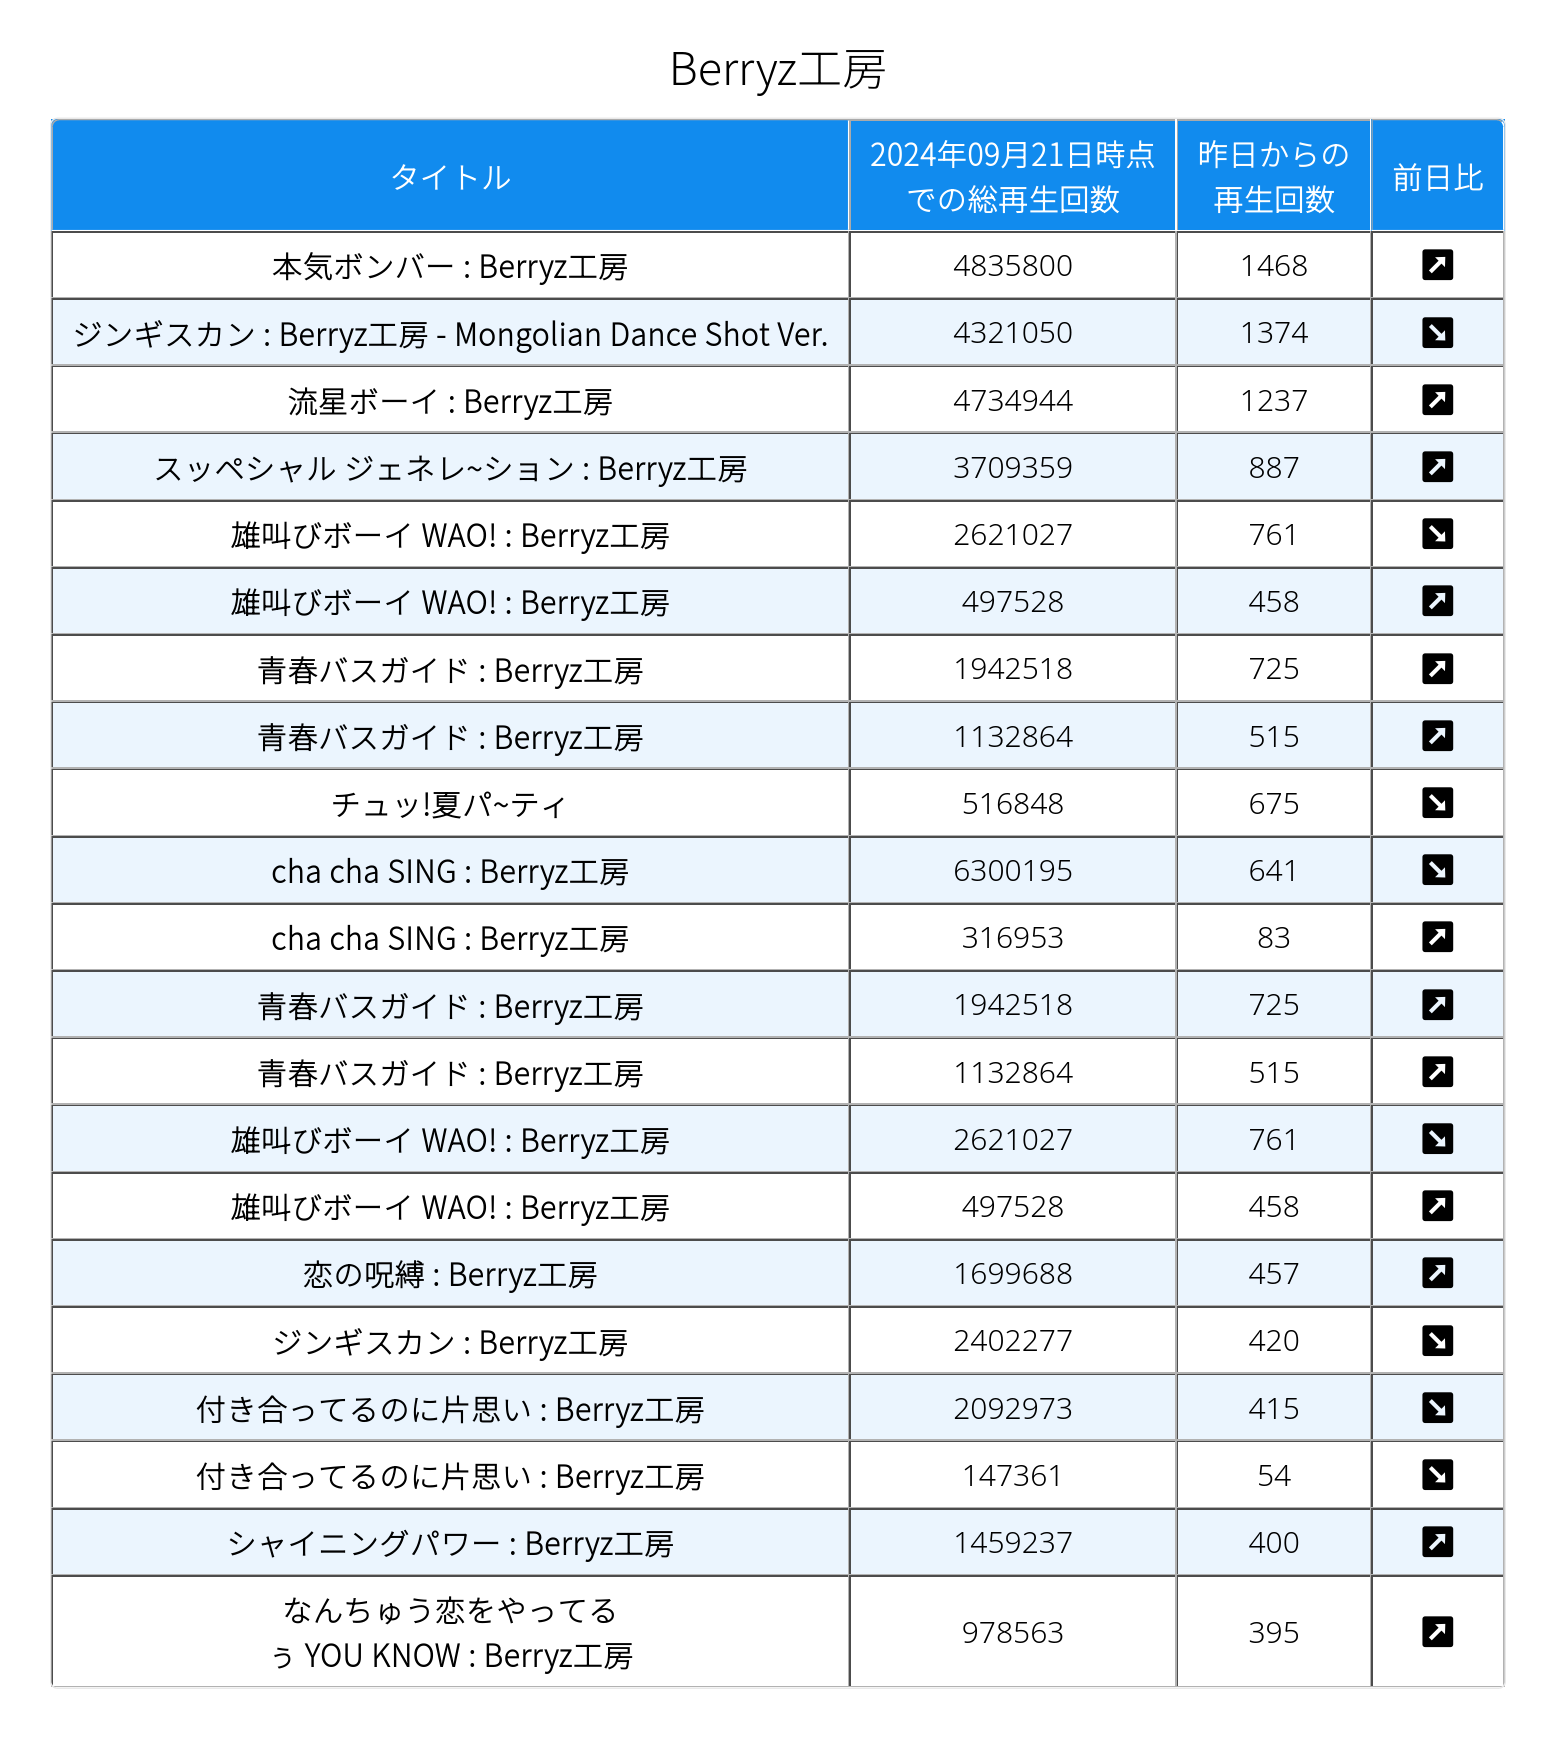 Berryz工房
タイトル 2024年09月21日時点 昨日からの 前日比
での総再生回数 再生回数
本気ボンバー : Berryz工房 4835800 1468
ジンギスカン : Berryz工房 - Mongolian Dance Shot Ver. 4321050 1374
流星ボーイ : Berryz工房 4734944 1237
スッペシャル ジェネレ~ション : Berryz工房 3709359 887
雄叫びボーイ WAO! : Berryz工房 2621027 761
雄叫びボーイ WAO! : Berryz工房 497528 458
青春バスガイド : Berryz工房 1942518 725
青春バスガイド : Berryz工房 1132864 515
チュッ!夏パ~ティ 516848 675
cha cha SING : Berryz工房 6300195 641
cha cha SING : Berryz工房 316953 83
青春バスガイド : Berryz工房 1942518 725
青春バスガイド : Berryz工房 1132864 515
雄叫びボーイ WAO! : Berryz工房 2621027 761
雄叫びボーイ WAO! : Berryz工房 497528 458
恋の呪縛 : Berryz工房 1699688 457
ジンギスカン : Berryz工房 2402277 420
付き合ってるのに片思い : Berryz工房 2092973 415
付き合ってるのに片思い : Berryz工房 147361 54
シャイニングパワー : Berryz工房 1459237 400
なんちゅう恋をやってる
ぅ YOU KNOW : Berryz工房 978563 395